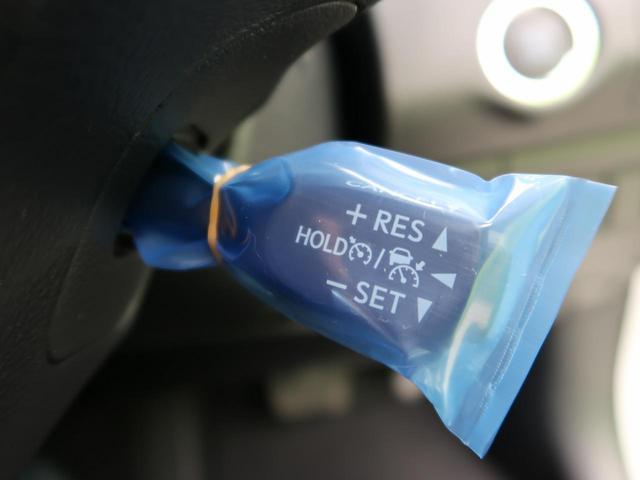 + RES
HOLD /
− SET